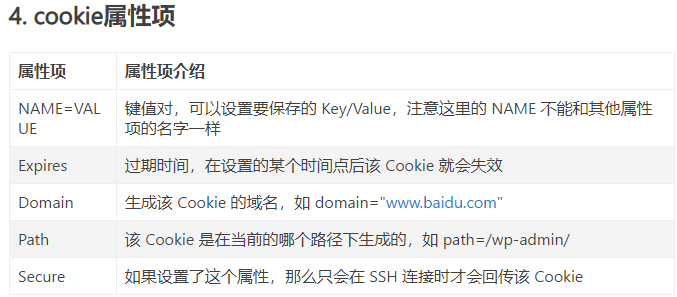 4. cookie属性项
属性项 属性项介绍
NAME=VAL
UE
键值对，可以设置要保存的 Key/Value，注意这里的 NAME 不能和其他属性
项的名字一样
Expires 过期时间，在设置的某个时间点后该 Cookie 就会失效
Domain 生成该 Cookie 的域名，如 domain="www.baidu.com"
Path 该 Cookie 是在当前的哪个路径下生成的，如 path=/wp-admin/
Secure 如果设置了这个属性，那么只会在 SSH 连接时才会回传该 Cookie